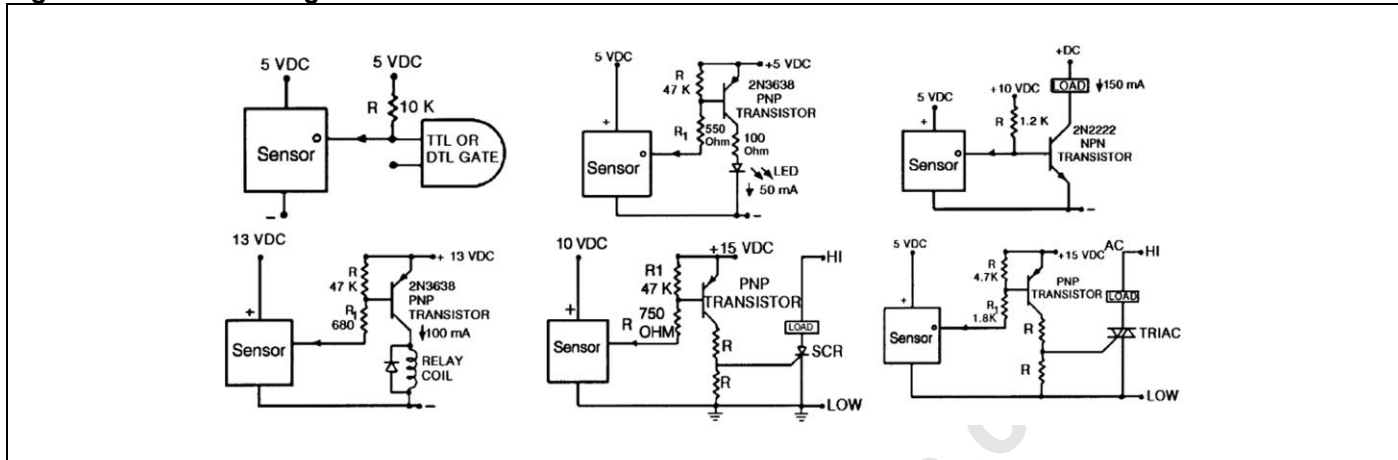 5 VDC
5 VDC
R
10 K
Sensor
TTL OR
DTL GATE
–
5 VDC
+5 VDC
R
47 K
2N3638
PNP
TRANSISTOR
+
R1
550
Ohm
100
Ohm
Sensor
LED
50 mA
–
+DC
LOAD
150 mA
5 VDC
+10 VDC
+
R
1.2 K
2N2222
NPN
TRANSISTOR
Sensor
–
13 VDC
+ 13 VDC
R
47 K
2N3638
PNP
TRANSISTOR
+
R1
680
100 mA
Sensor
RELAY
COIL
–
10 VDC
+15 VDC
HI
R1
47 K
PNP
TRANSISTOR
+
R
750
OHM
LOAD
Sensor
R
SCR
R
LOW
5 VDC
+15 VDC
AC
HI
R
4.7K
PNP
TRANSISTOR
+
R1
1.8K
LOAD
Sensor
R
TRIAC
R
LOW